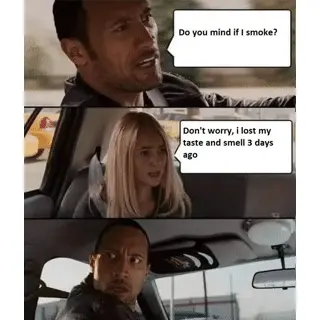 Do you mind if I smoke?
Don't worry, i lost my
taste and smell 3 days
ago